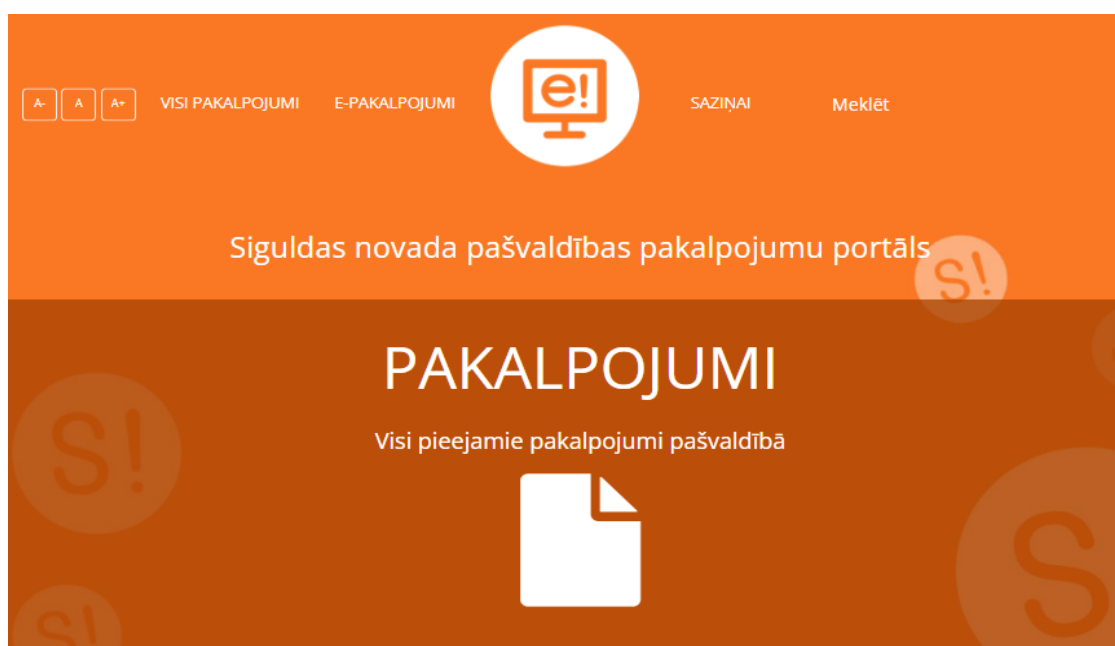 A- A A+ VISI PAKALPOJUMI E-PAKALPOJUMI e! SAZIŅAI Meklēt
Siguldas novada pašvaldības pakalpojumu portāls
S!
PAKALPOJUMI
Visi pieejamie pakalpojumi pašvaldībā
S!
S
S!